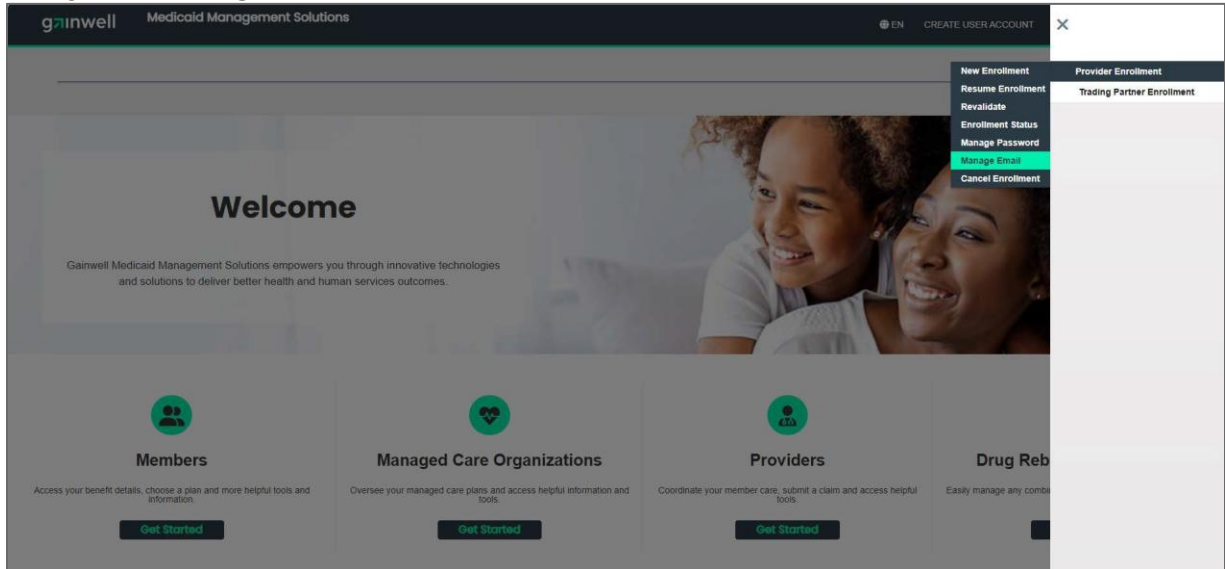 gainwell
Medicaid Management Solutions
EN
CREATE USER ACCOUNT
New Enrollment
Resume Enrollment
Revalidate
Enrollment Status
Manage Password
Manage Email
Cancel Enrollment
Provider Enrollment
Trading Partner Enrollment
Welcome
Gainwell Medicaid Management Solutions empowers you through innovative technologies
and solutions to deliver better health and human services outcomes.
Members
Access your benefit details, choose a plan and more helpful tools and
information.
Get Started
Managed Care Organizations
Oversee your managed care plans and access helpful information and
tools.
Get Started
Providers
Coordinate your member care, submit a claim and access helpful
tools.
Get Started
Drug Reb
Easily manage any combi